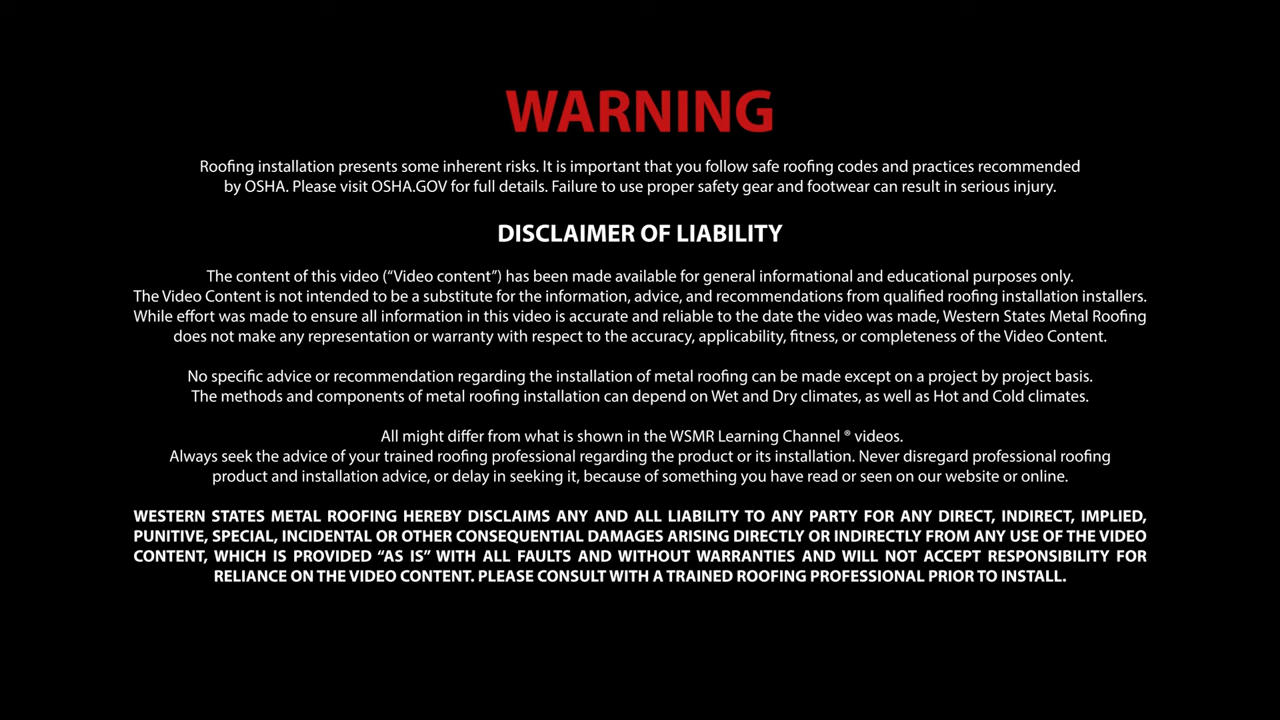 WARNING
Roofing installation presents some inherent risks. It is important that you follow safe roofing codes and practices recommended
by OSHA. Please visit OSHA.GOV for full details. Failure to use proper safety gear and footwear can result in serious injury.
DISCLAIMER OF LIABILITY
The content of this video (“Video content”) has been made available for general informational and educational purposes only.
The Video Content is not intended to be a substitute for the information, advice, and recommendations from qualified roofing installation installers.
While effort was made to ensure all information in this video is accurate and reliable to the date the video was made, Western States Metal Roofing
does not make any representation or warranty with respect to the accuracy, applicability, fitness, or completeness of the Video Content.
No specific advice or recommendation regarding the installation of metal roofing can be made except on a project by project basis.
The methods and components of metal roofing installation can depend on Wet and Dry climates, as well as Hot and Cold climates.
All might differ from what is shown in the WSMR Learning Channel ® videos.
Always seek the advice of your trained roofing professional regarding the product or its installation. Never disregard professional roofing
product and installation advice, or delay in seeking it, because of something you have read or seen on our website or online.
WESTERN STATES METAL ROOFING HEREBY DISCLAIMS ANY AND ALL LIABILITY TO ANY PARTY FOR ANY DIRECT, INDIRECT, IMPLIED,
PUNITIVE, SPECIAL, INCIDENTAL OR OTHER CONSEQUENTIAL DAMAGES ARISING DIRECTLY OR INDIRECTLY FROM ANY USE OF THE VIDEO
CONTENT, WHICH IS PROVIDED “AS IS” WITH ALL FAULTS AND WITHOUT WARRANTIES AND WILL NOT ACCEPT RESPONSIBILITY FOR
RELIANCE ON THE VIDEO CONTENT. PLEASE CONSULT WITH A TRAINED ROOFING PROFESSIONAL PRIOR TO INSTALL.